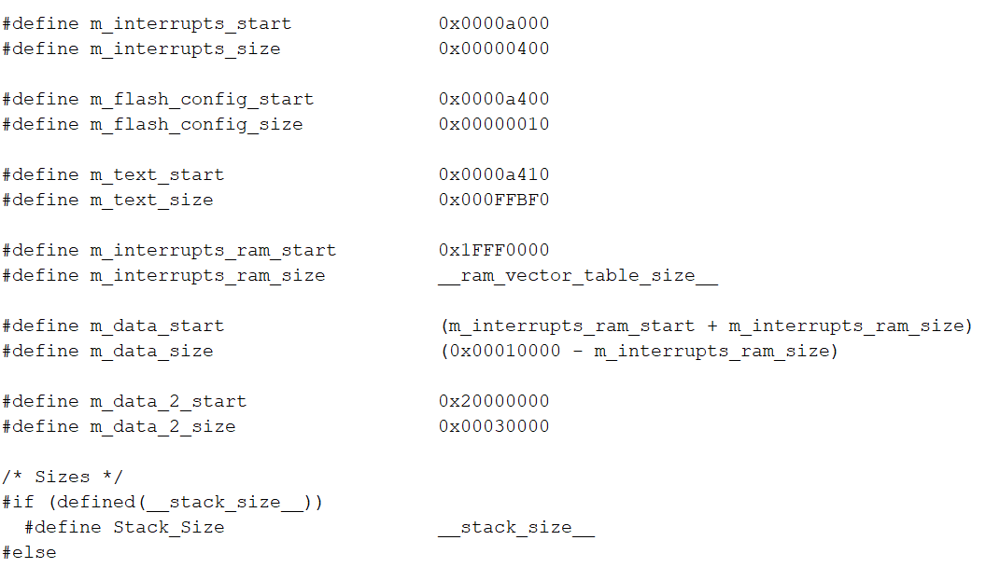 #define m_interrupts_start 0x0000a000
#define m_interrupts_size 0x00000400
#define m_flash_config_start 0x0000a400
#define m_flash_config_size 0x00000010
#define m_text_start 0x0000a410
#define m_text_size 0x000FFBF0
#define m_interrupts_ram_start 0x1FFF0000
#define m_interrupts_ram_size __ram_vector_table_size__
#define m_data_start (m_interrupts_ram_start + m_interrupts_ram_size)
#define m_data_size (0x00010000 - m_interrupts_ram_size)
#define m_data_2_start 0x20000000
#define m_data_2_size 0x00030000
/* Sizes */
#if (defined(__stack_size__))
  #define Stack_Size __stack_size__
#else